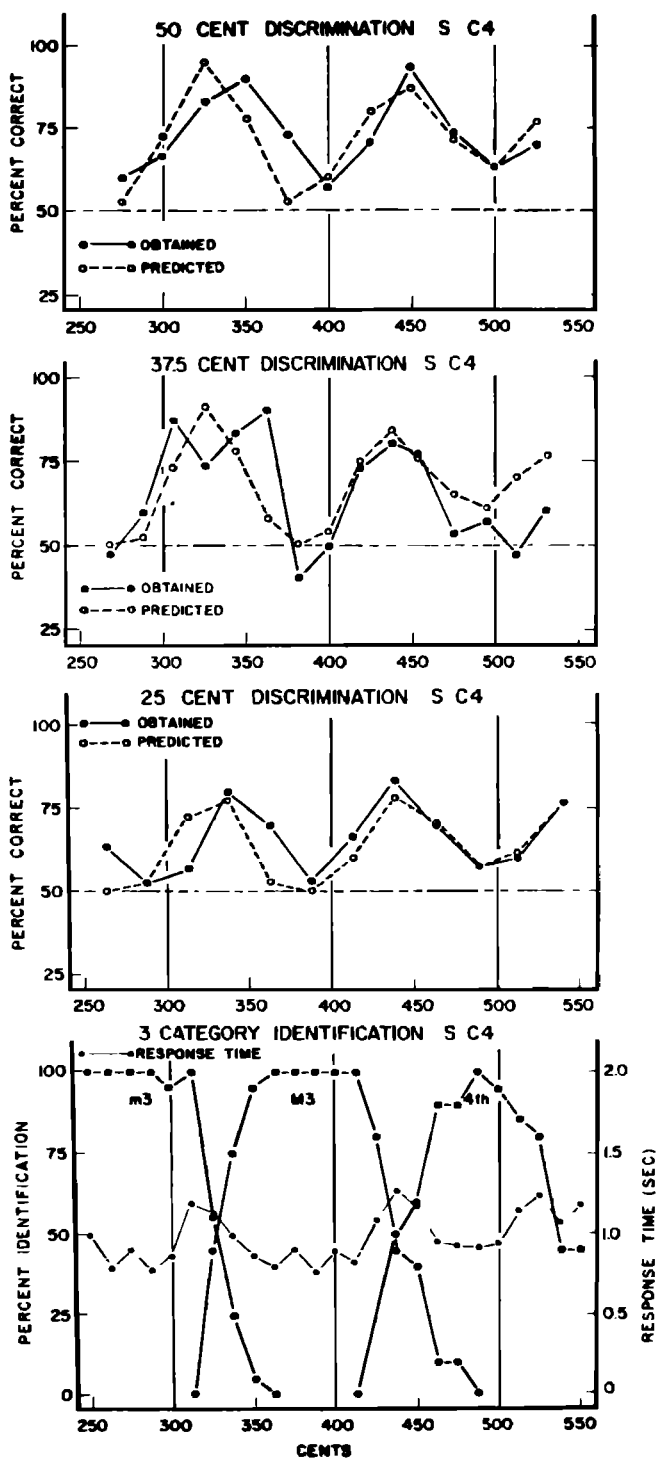 50 CENT DISCRIMINATION S C4
PERCENT CORRECT
100
75
50
25
OBTAINED
PREDICTED
250 300 350 400 450 500 550
37.5 CENT DISCRIMINATION S C4
PERCENT CORRECT
100
75
50
25
OBTAINED
PREDICTED
250 300 350 400 450 500 550
25 CENT DISCRIMINATION S C4
PERCENT CORRECT
100
75
50
25
OBTAINED
PREDICTED
250 300 350 400 450 500 550
3 CATEGORY IDENTIFICATION S C4
RESPONSE TIME
PERCENT IDENTIFICATION
100
75
50
25
0
m3 M3 4th
2.0
1.5
1.0
0.5
0
RESPONSE TIME (SEC)
250 300 350 400 450 500 550
CENTS